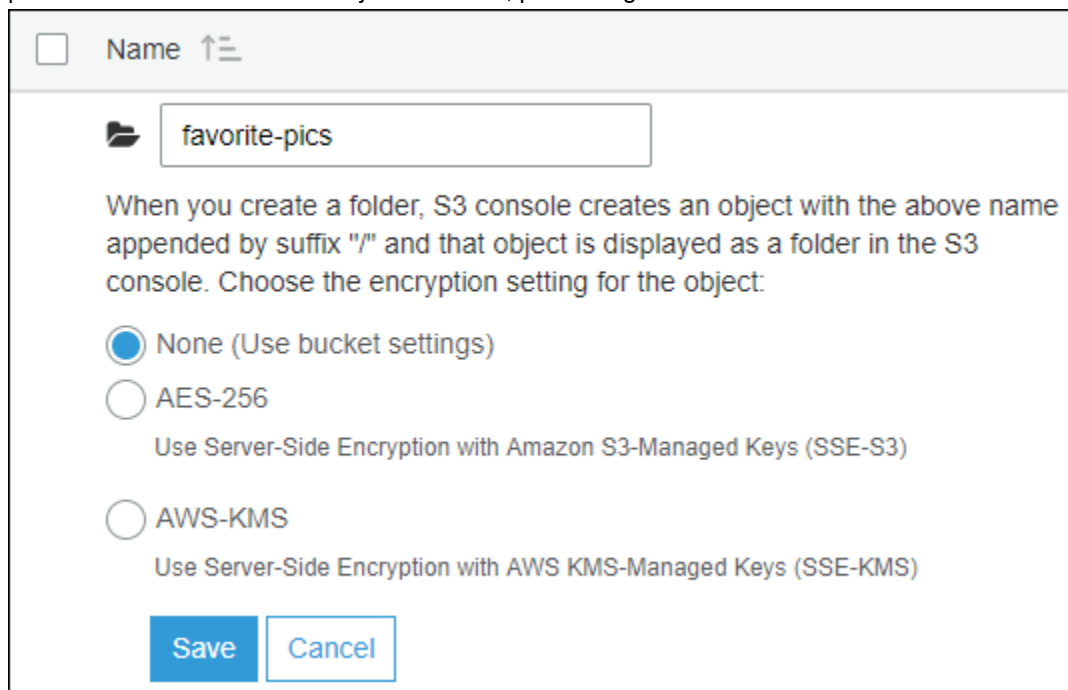 Name
favorite-pics
When you create a folder, S3 console creates an object with the above name
appended by suffix "/" and that object is displayed as a folder in the S3
console. Choose the encryption setting for the object:
None (Use bucket settings)
AES-256
Use Server-Side Encryption with Amazon S3-Managed Keys (SSE-S3)
AWS-KMS
Use Server-Side Encryption with AWS KMS-Managed Keys (SSE-KMS)
Save Cancel